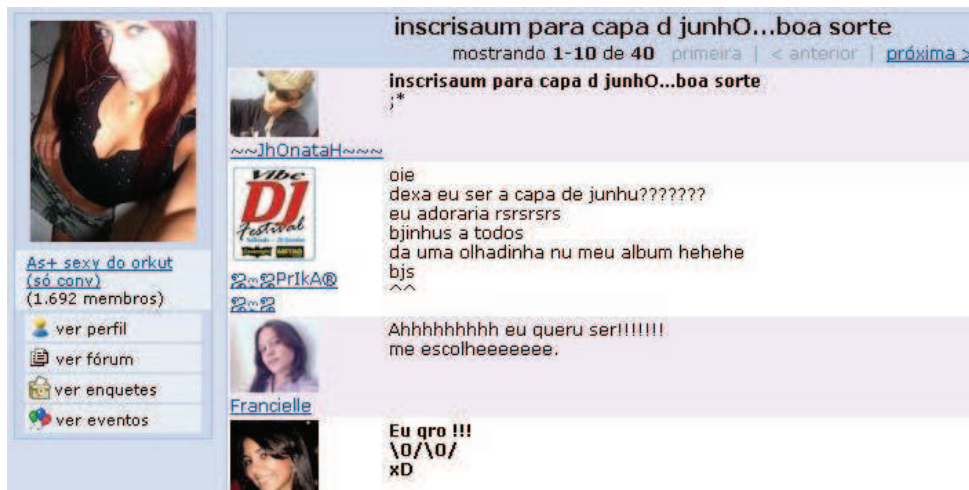 inscrisaum para capa d junhO...boa sorte
mostrando 1-10 de 40 primeira | < anterior | próxima >
As+ sexy do orkut
(só conv)
(1.692 membros)
ver perfil
ver fórum
ver enquetes
ver eventos
inscrisaum para capa d junhO...boa sorte
;*
~~JhOnataH~~~
Vibe
DJ
Festival
oie
dexa eu ser a capa de junhu???????
eu adoraria rsrsrsrs
bjinhus a todos
da uma olhadinha nu meu album hehehe
bjs
^^
PrIkA®
Ahhhhhhhhh eu queru ser!!!!!!!
me escolheeeeeee.
Francielle
Eu qro !!!
\0/\0/
xD